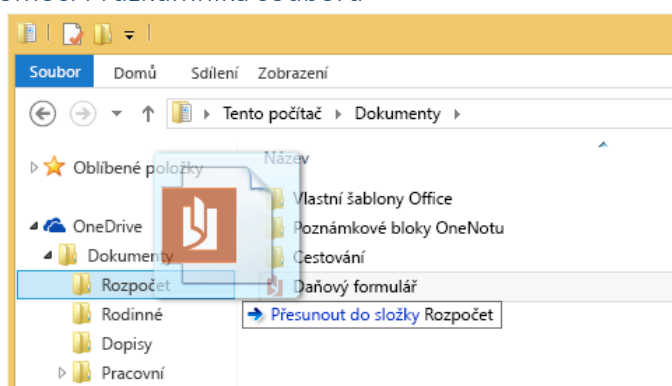 Soubor Domů Sdílení Zobrazení
Tento počítač Dokumenty
Oblíbené položky
Název
Vlastní šablony Office
OneDrive
Poznámkové bloky OneNotu
Dokumenty
Cestování
Rozpočet
Daňový formulář
Rodinné
Přesunout do složky Rozpočet
Dopisy
Pracovní